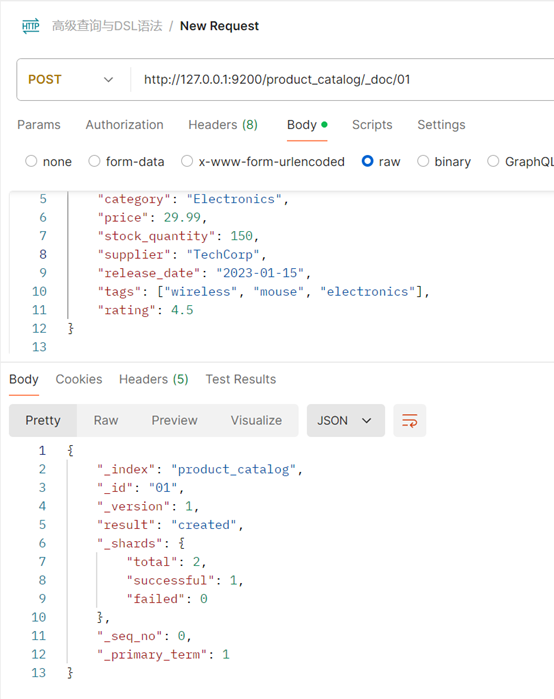 HTTP 高级查询与DSL语法 / New Request
POST http://127.0.0.1:9200/product_catalog/_doc/01
Params Authorization Headers (8) Body Scripts Settings
none form-data x-www-form-urlencoded raw binary GraphQL
5 "category": "Electronics",
6 "price": 29.99,
7 "stock_quantity": 150,
8 "supplier": "TechCorp",
9 "release_date": "2023-01-15",
10 "tags": ["wireless", "mouse", "electronics"],
11 "rating": 4.5
12 }
13
Body Cookies Headers (5) Test Results
Pretty Raw Preview Visualize JSON
1 {
2 "_index": "product_catalog",
3 "_id": "01",
4 "_version": 1,
5 "result": "created",
6 "_shards": {
7 "total": 2,
8 "successful": 1,
9 "failed": 0
10 },
11 "_seq_no": 0,
12 "_primary_term": 1
13 }